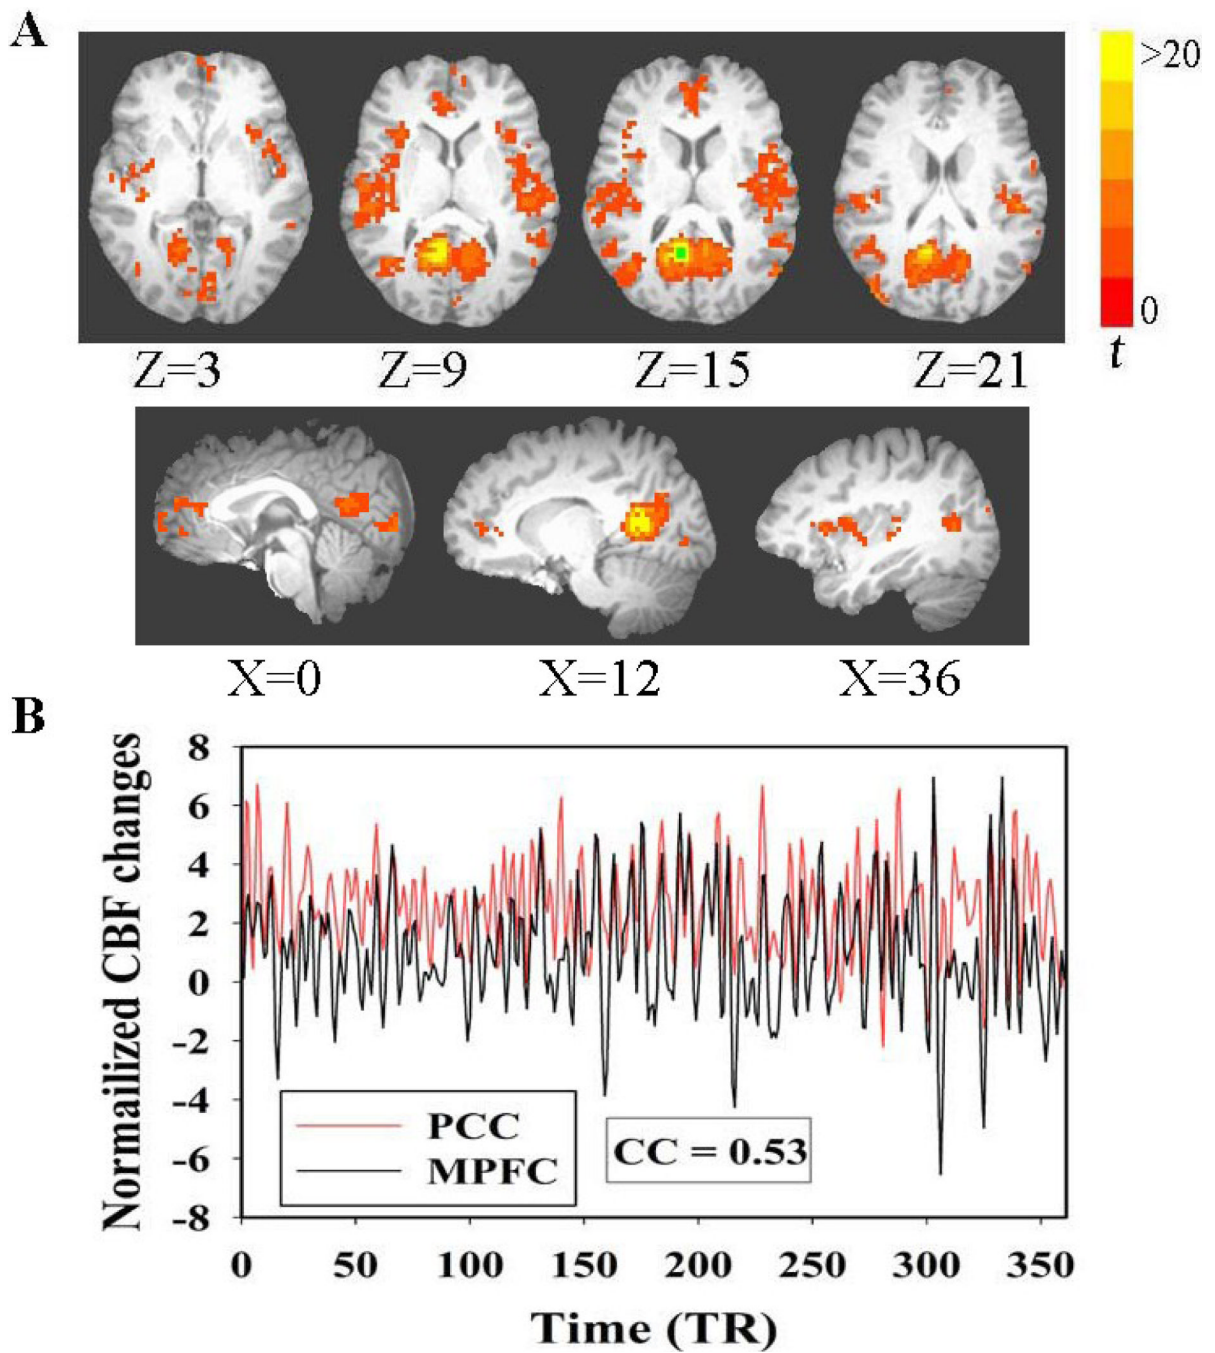 A
>20
0
t
Z=3 Z=9 Z=15 Z=21
X=0 X=12 X=36
B
Normailized CBF changes
8
6
4
2
0
-2
-4
-6
-8
PCC
MPFC
CC = 0.53
0 50 100 150 200 250 300 350
Time (TR)